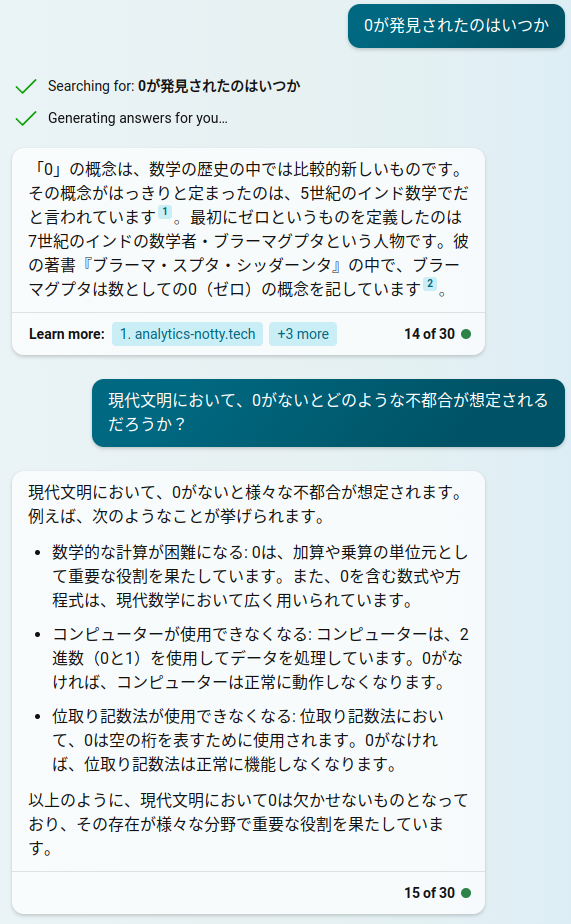 0が発見されたのはいつか
Searching for: 0が発見されたのはいつか
Generating answers for you…
「0」の概念は、数学の歴史の中では比較的新しいものです。
その概念がはっきりと定まったのは、5世紀のインド数学でだ
と言われています 1 。最初にゼロというものを定義したのは
7世紀のインドの数学者・ブラーマグプタという人物です。彼
の著書『ブラーマ・スプタ・シッダーンタ』の中で、ブラー
マグプタは数としての0（ゼロ）の概念を記しています 2 。
Learn more: 1. analytics-notty.tech +3 more 14 of 30
現代文明において、0がないとどのような不都合が想定される
だろうか？
現代文明において、0がないと様々な不都合が想定されます。
例えば、次のようなことが挙げられます。
• 数学的な計算が困難になる: 0は、加算や乗算の単位元とし
て重要な役割を果たしています。また、0を含む数式や方
程式は、現代数学において広く用いられています。
• コンピューターが使用できなくなる: コンピューターは、2
進数（0と1）を使用してデータを処理しています。0がな
ければ、コンピューターは正常に動作しなくなります。
• 位取り記数法が使用できなくなる: 位取り記数法におい
て、0は空の桁を表すために使用されます。0がなけれ
ば、位取り記数法は正常に機能しなくなります。
以上のように、現代文明において0は欠かせないものとなって
おり、その存在が様々な分野で重要な役割を果たしていま
す。
15 of 30